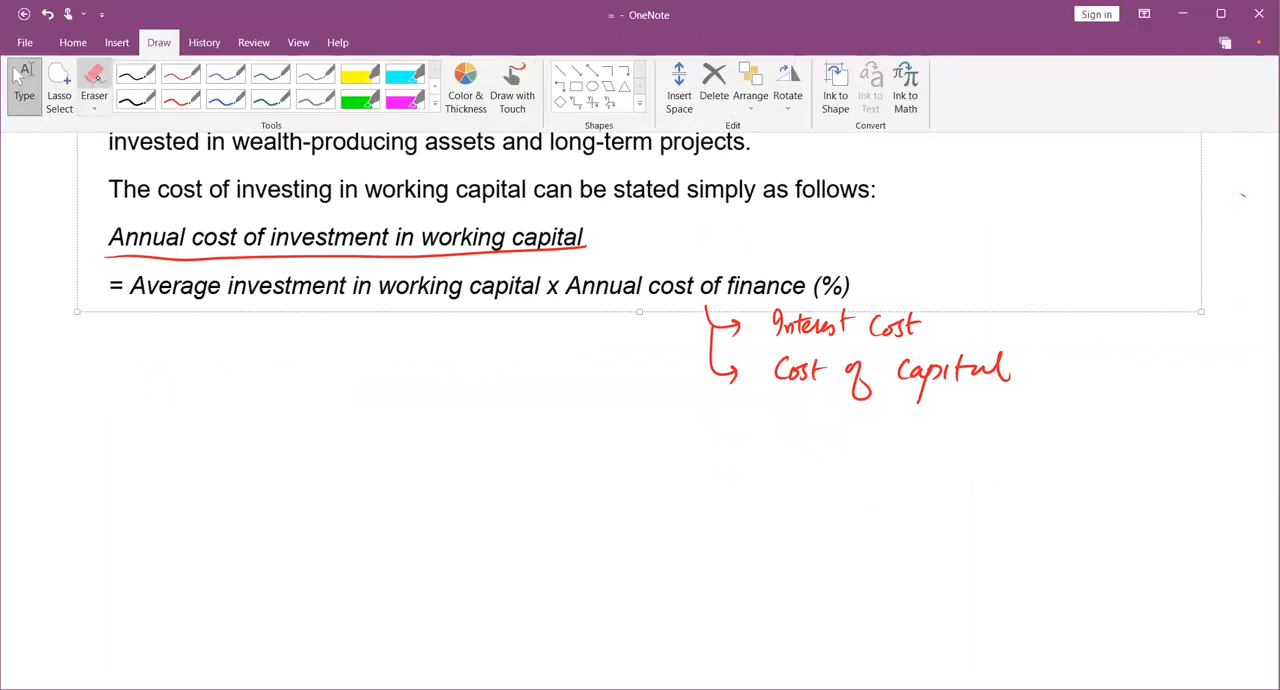 = - OneNote
Sign in
File Home Insert Draw History Review View Help
Type
Lasso Select
Eraser
Color & Thickness
Draw with Touch
Insert Space
Delete
Arrange
Rotate
Ink to Shape
Ink to Text
Ink to Math
Tools
Shapes
Edit
Convert
invested in wealth-producing assets and long-term projects.
The cost of investing in working capital can be stated simply as follows:
Annual cost of investment in working capital
= Average investment in working capital x Annual cost of finance (%)
Interest Cost
Cost of Capital